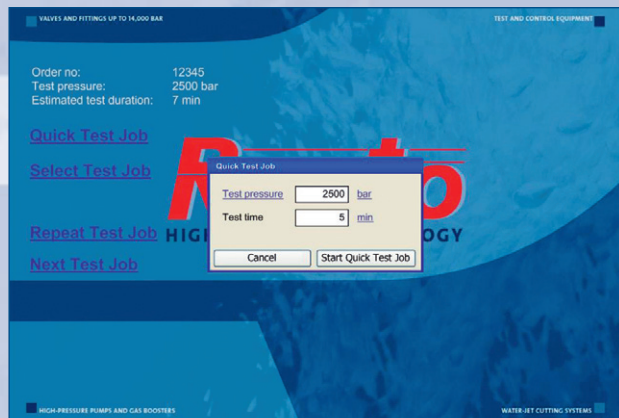 VALVES AND FITTINGS UP TO 14,000 BAR
TEST AND CONTROL EQUIPMENT
Order no: 12345
Test pressure: 2500 bar
Estimated test duration: 7 min
Quick Test Job
Select Test Job
Quick Test Job
Test pressure 2500 bar
Test time 5 min
Cancel Start Quick Test Job
Repeat Test Job
HIGH OGY
Next Test Job
HIGH-PRESSURE PUMPS AND GAS BOOSTERS
WATER-JET CUTTING SYSTEMS